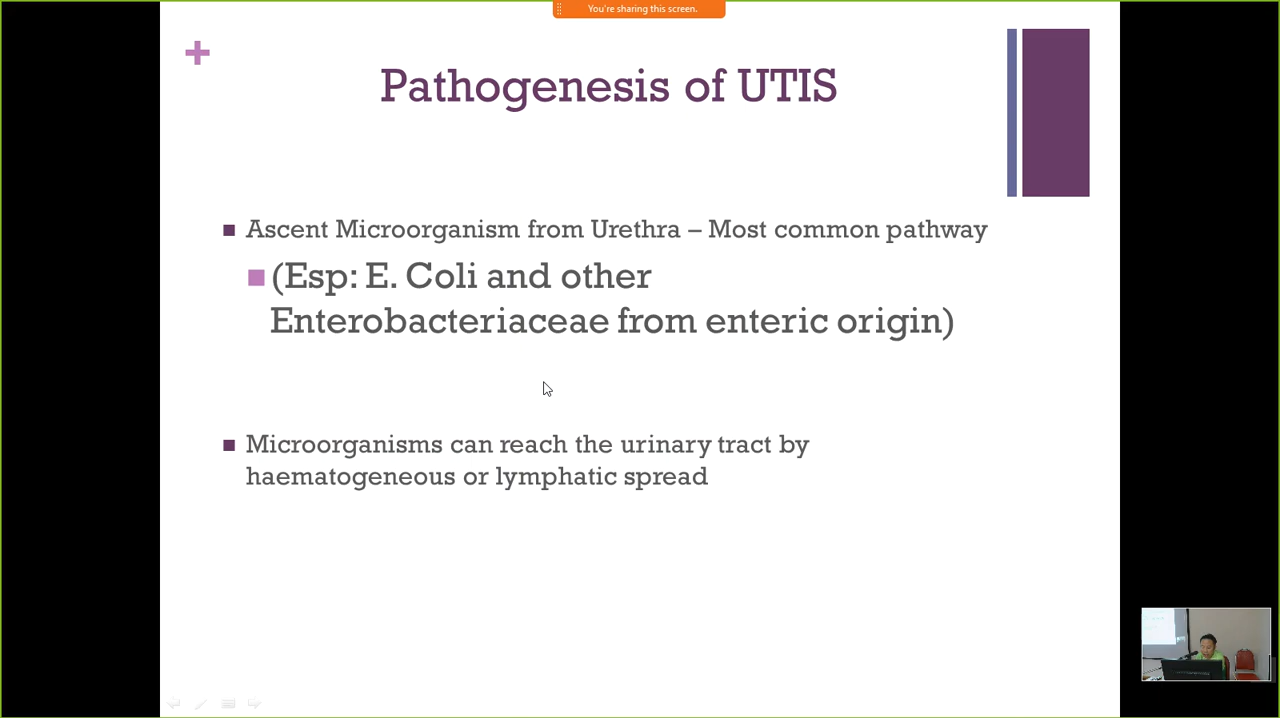 You're sharing this screen.
Pathogenesis of UTIS
Ascent Microorganism from Urethra – Most common pathway
(Esp: E. Coli and other
Enterobacteriaceae from enteric origin)
Microorganisms can reach the urinary tract by
haematogeneous or lymphatic spread